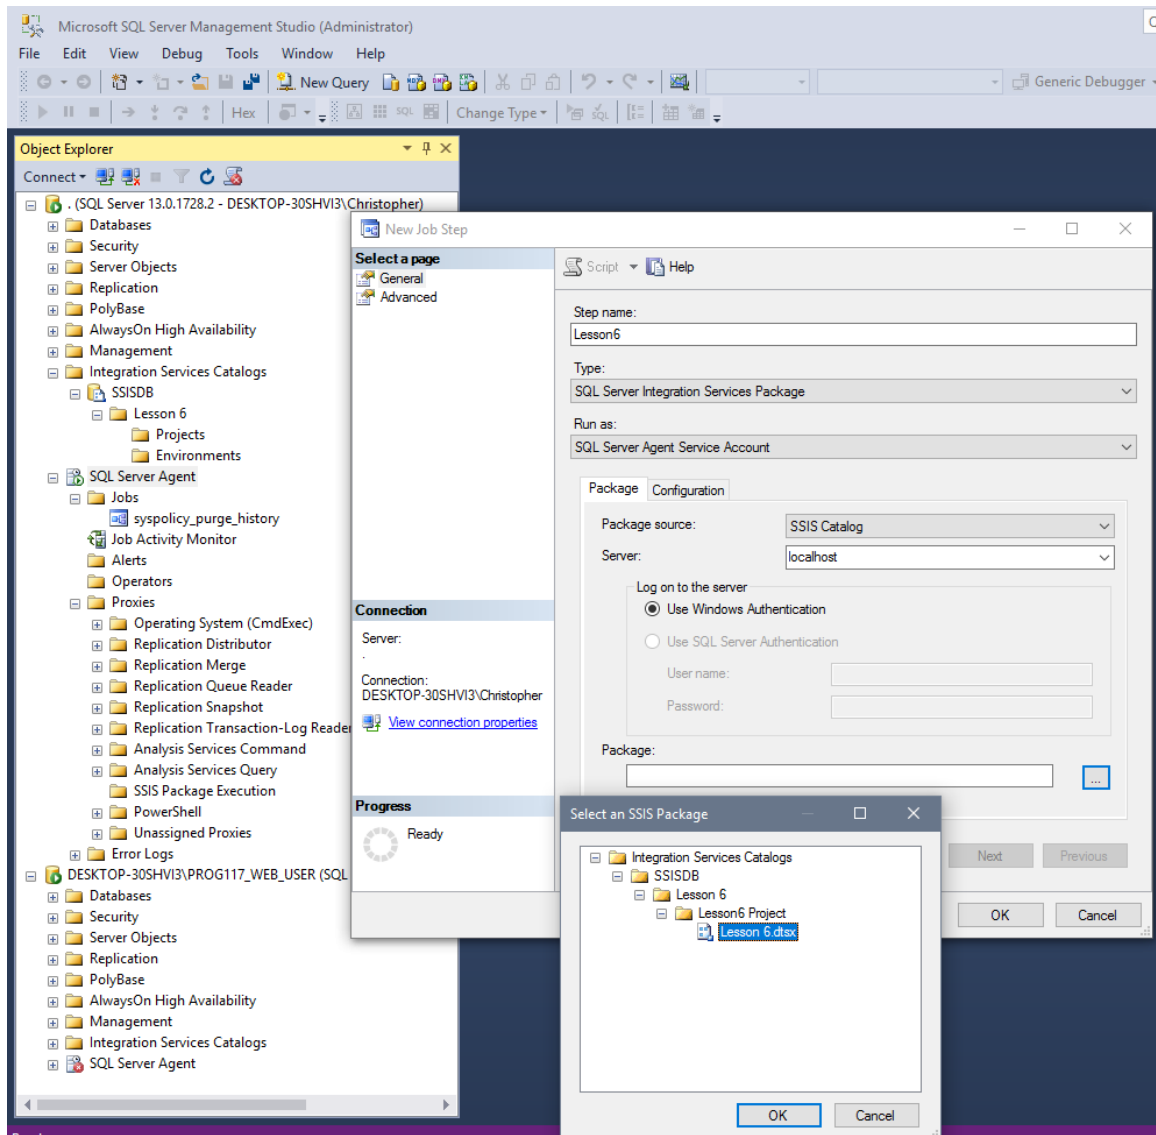 Microsoft SQL Server Management Studio (Administrator)
File Edit View Debug Tools Window Help
New Query
Generic Debugger
Hex
SQL
Change Type
Object Explorer
Connect
. (SQL Server 13.0.1728.2 - DESKTOP-30SHVI3\Christopher)
Databases
Security
Server Objects
Replication
PolyBase
AlwaysOn High Availability
Management
Integration Services Catalogs
SSISDB
Lesson 6
Projects
Environments
SQL Server Agent
Jobs
syspolicy_purge_history
Job Activity Monitor
Alerts
Operators
Proxies
Operating System (CmdExec)
Replication Distributor
Replication Merge
Replication Queue Reader
Replication Snapshot
Replication Transaction-Log Reader
Analysis Services Command
Analysis Services Query
SSIS Package Execution
PowerShell
Unassigned Proxies
Error Logs
DESKTOP-30SHVI3\PROG117_WEB_USER (SQL
Databases
Security
Server Objects
Replication
PolyBase
AlwaysOn High Availability
Management
Integration Services Catalogs
SQL Server Agent
New Job Step
Select a page
General
Advanced
Connection
Server:
.
Connection:
DESKTOP-30SHVI3\Christopher
View connection properties
Progress
Ready
Script Help
Step name:
Lesson6
Type:
SQL Server Integration Services Package
Run as:
SQL Server Agent Service Account
Package Configuration
Package source: SSIS Catalog
Server: localhost
Log on to the server
Use Windows Authentication
Use SQL Server Authentication
User name:
Password:
Package:
...
Next Previous
OK Cancel
Select an SSIS Package
Integration Services Catalogs
SSISDB
Lesson 6
Lesson6 Project
Lesson 6.dtsx
OK Cancel